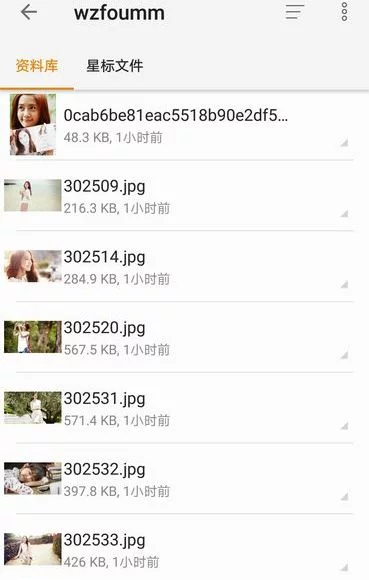 wzfoumm
资料库 星标文件
0cab6be81eac5518b90e2df5…
48.3 KB, 1小时前
302509.jpg
216.3 KB, 1小时前
302514.jpg
284.9 KB, 1小时前
302520.jpg
567.5 KB, 1小时前
302531.jpg
571.4 KB, 1小时前
302532.jpg
397.8 KB, 1小时前
302533.jpg
426 KB, 1小时前